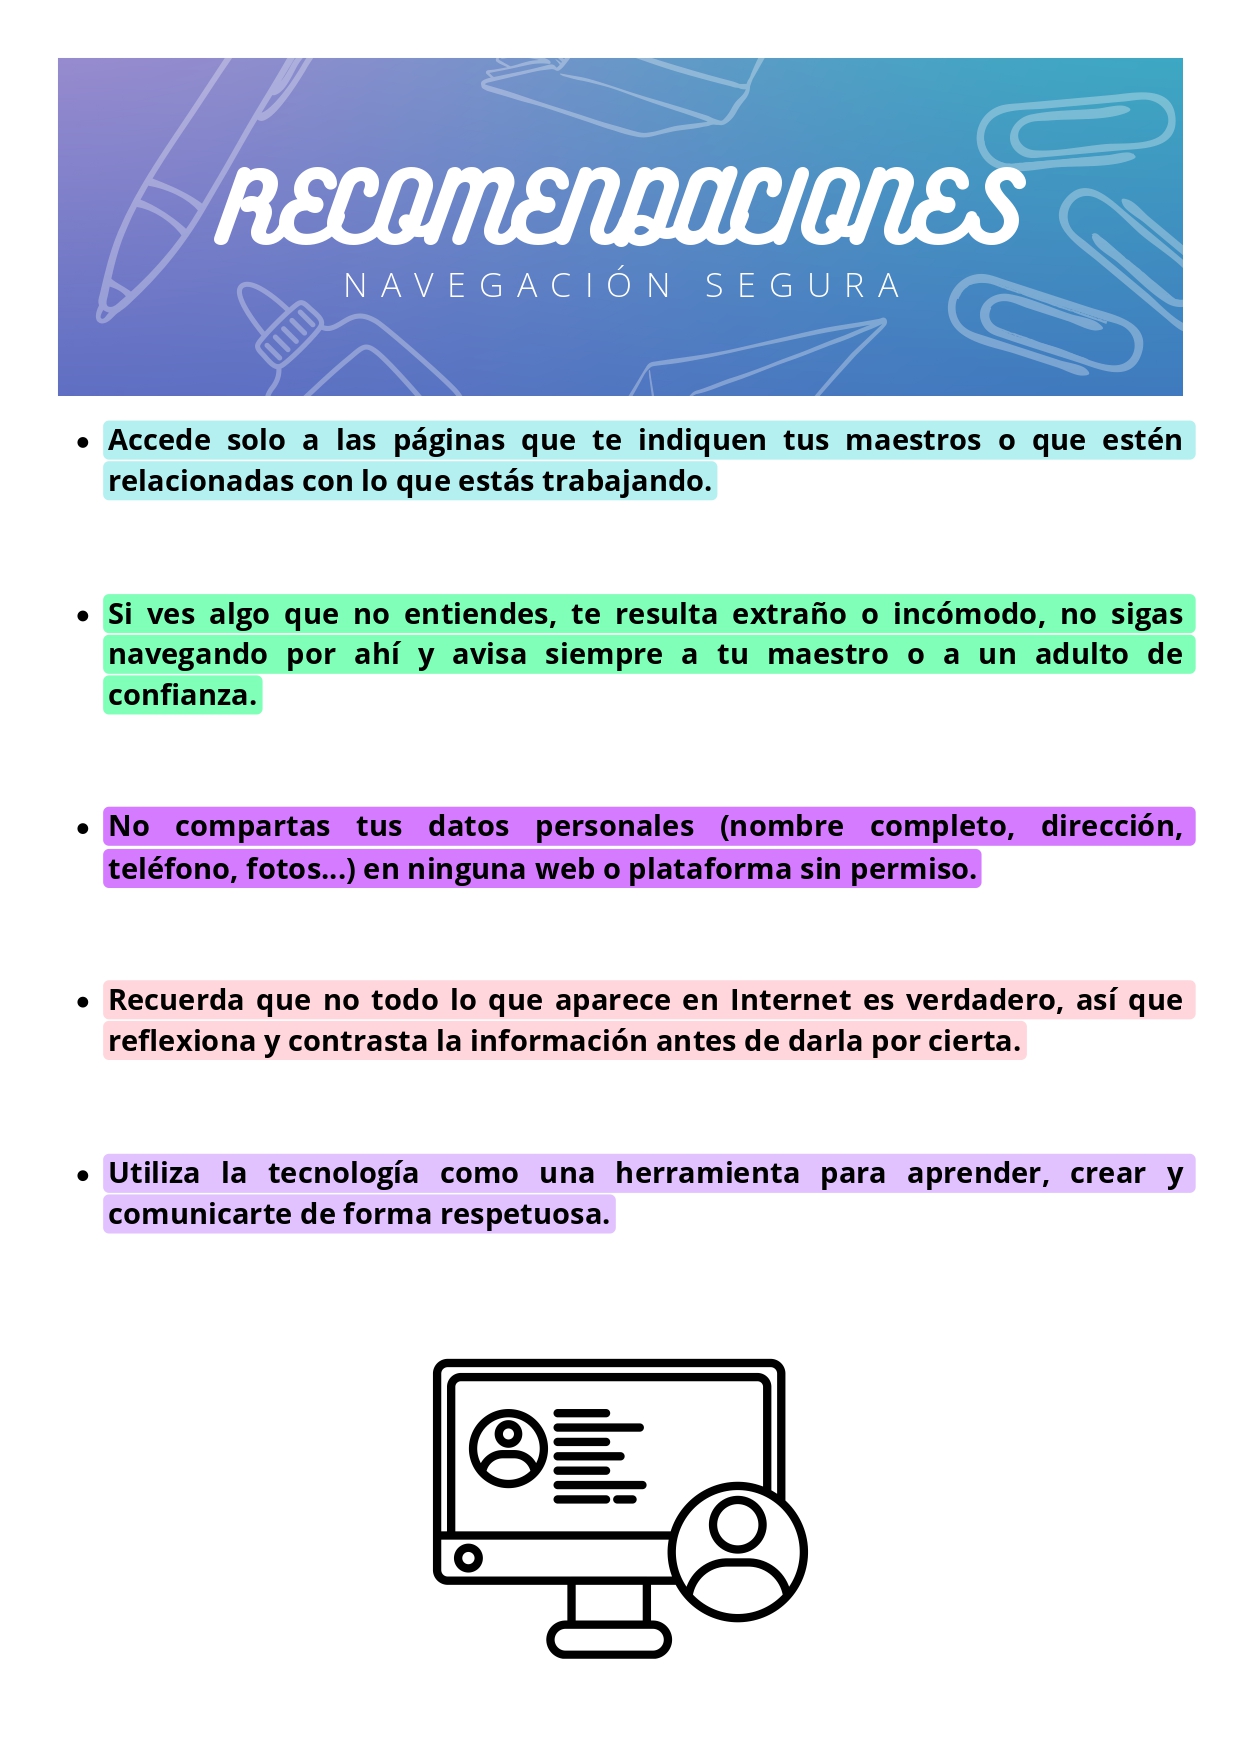 RECOMENDACIONES
NAVEGACIÓN SEGURA
• Accede solo a las páginas que te indiquen tus maestros o que estén
relacionadas con lo que estás trabajando.
• Si ves algo que no entiendes, te resulta extraño o incómodo, no sigas
navegando por ahí y avisa siempre a tu maestro o a un adulto de
confianza.
• No compartas tus datos personales (nombre completo, dirección,
teléfono, fotos...) en ninguna web o plataforma sin permiso.
• Recuerda que no todo lo que aparece en Internet es verdadero, así que
reflexiona y contrasta la información antes de darla por cierta.
• Utiliza la tecnología como una herramienta para aprender, crear y
comunicarte de forma respetuosa.